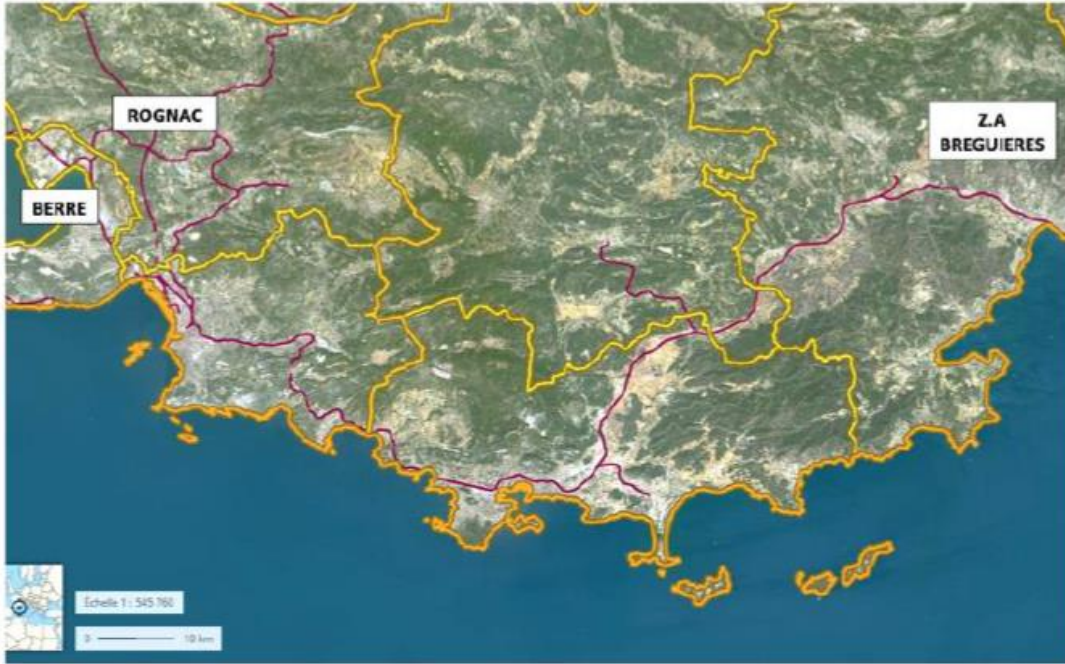 ROGNAC
Z.A
BREGUIERES
BERRE
Échelle 1 : 545 760
0 10 km